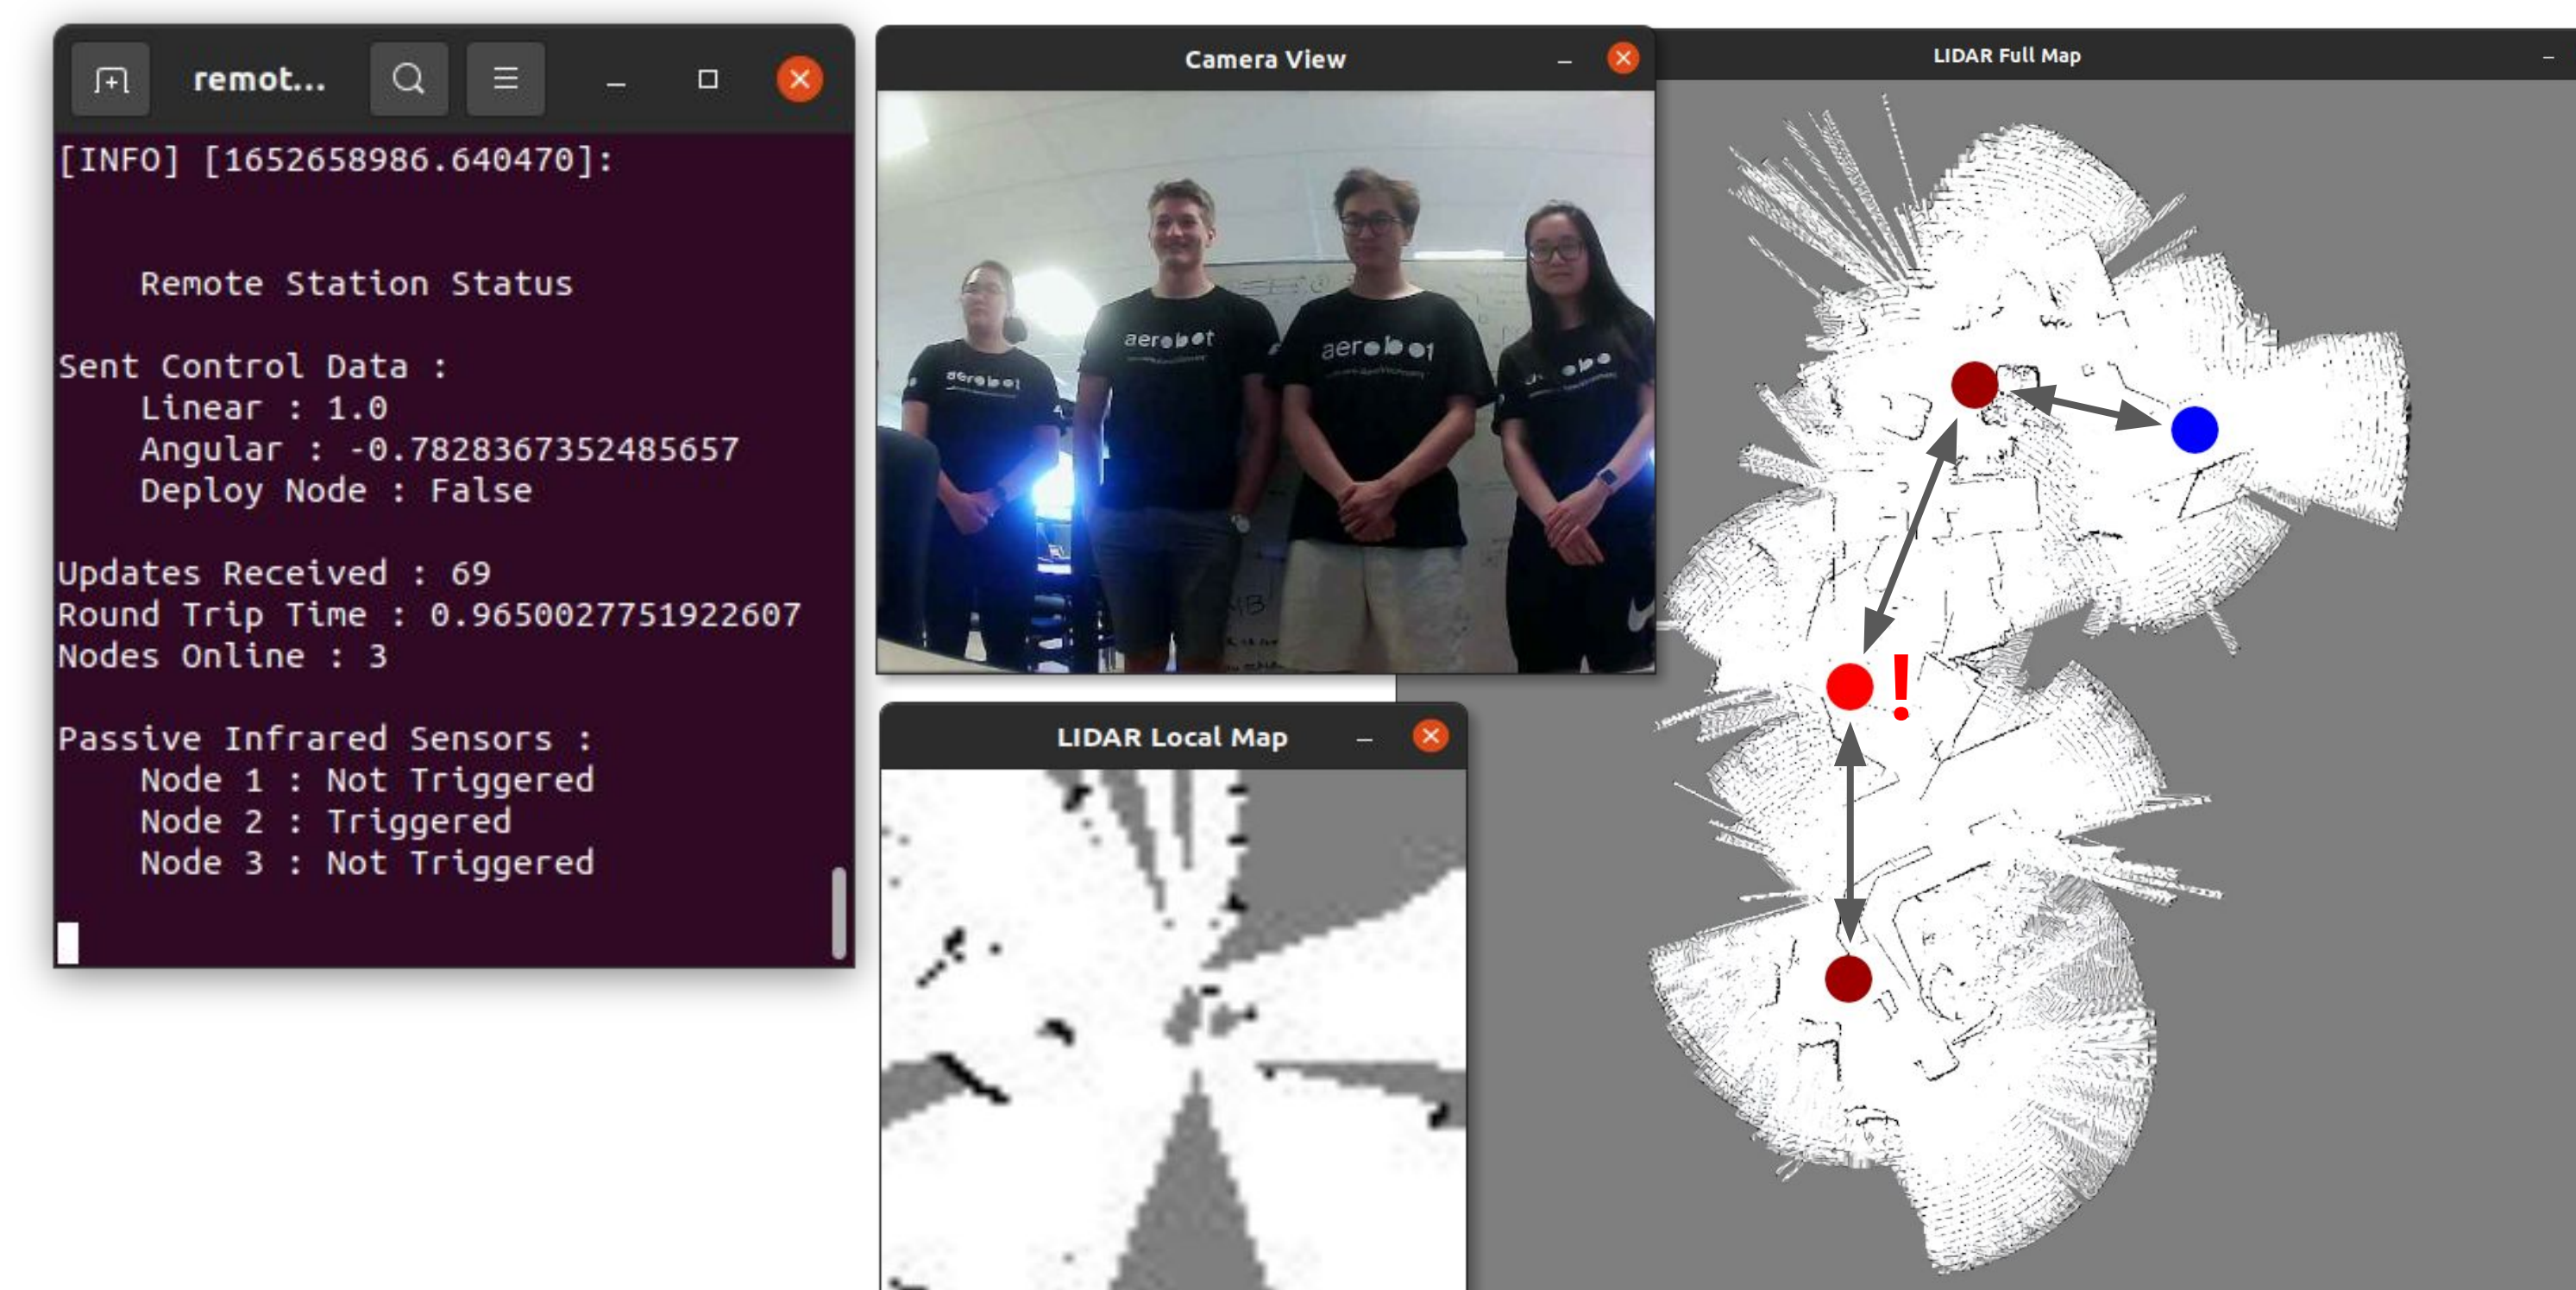 remot...
[INFO] [1652658986.640470]:
Remote Station Status
Sent Control Data :
Linear : 1.0
Angular : -0.7828367352485657
Deploy Node : False
Updates Received : 69
Round Trip Time : 0.9650027751922607
Nodes Online : 3
Passive Infrared Sensors :
Node 1 : Not Triggered
Node 2 : Triggered
Node 3 : Not Triggered
Camera View
aerobot
aerobot
aerobot
LIDAR Local Map
LIDAR Full Map
!